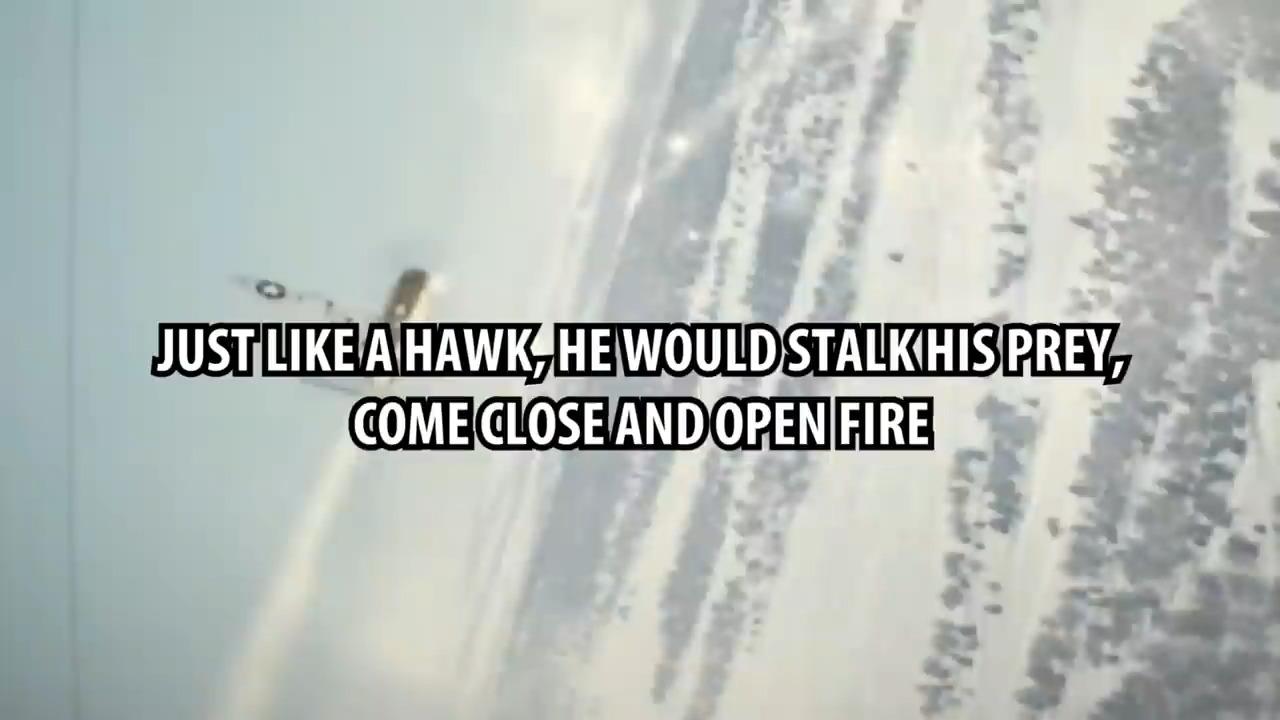 JUST LIKE A HAWK, HE WOULD STALK HIS PREY,
COME CLOSE AND OPEN FIRE